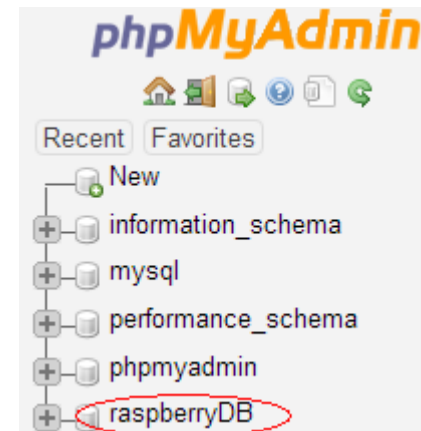 phpMyAdmin
Recent Favorites
New
information_schema
mysql
performance_schema
phpmyadmin
raspberryDB